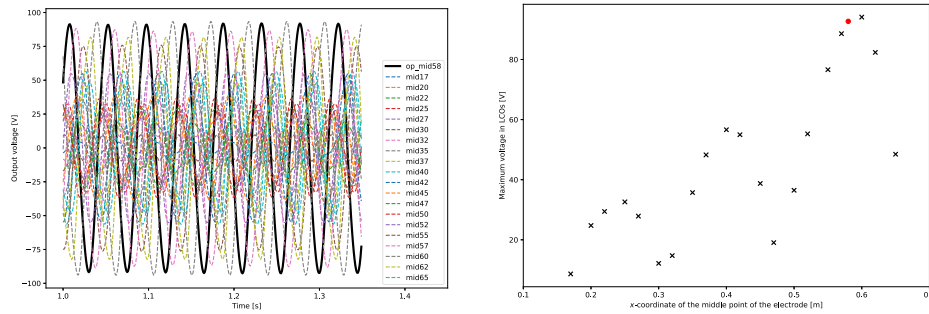 100
75
50
25
0
−25
−50
−75
−100
Output voltage [V]
1.0
1.1
1.2
1.3
1.4
Time [s]
op_mid58
mid17
mid20
mid22
mid25
mid27
mid30
mid32
mid35
mid37
mid40
mid42
mid45
mid47
mid50
mid52
mid55
mid57
mid60
mid62
mid65
80
60
40
20
Maximum voltage in LCOs [V]
0.1
0.2
0.3
0.4
0.5
0.6
x-coordinate of the middle point of the electrode [m]